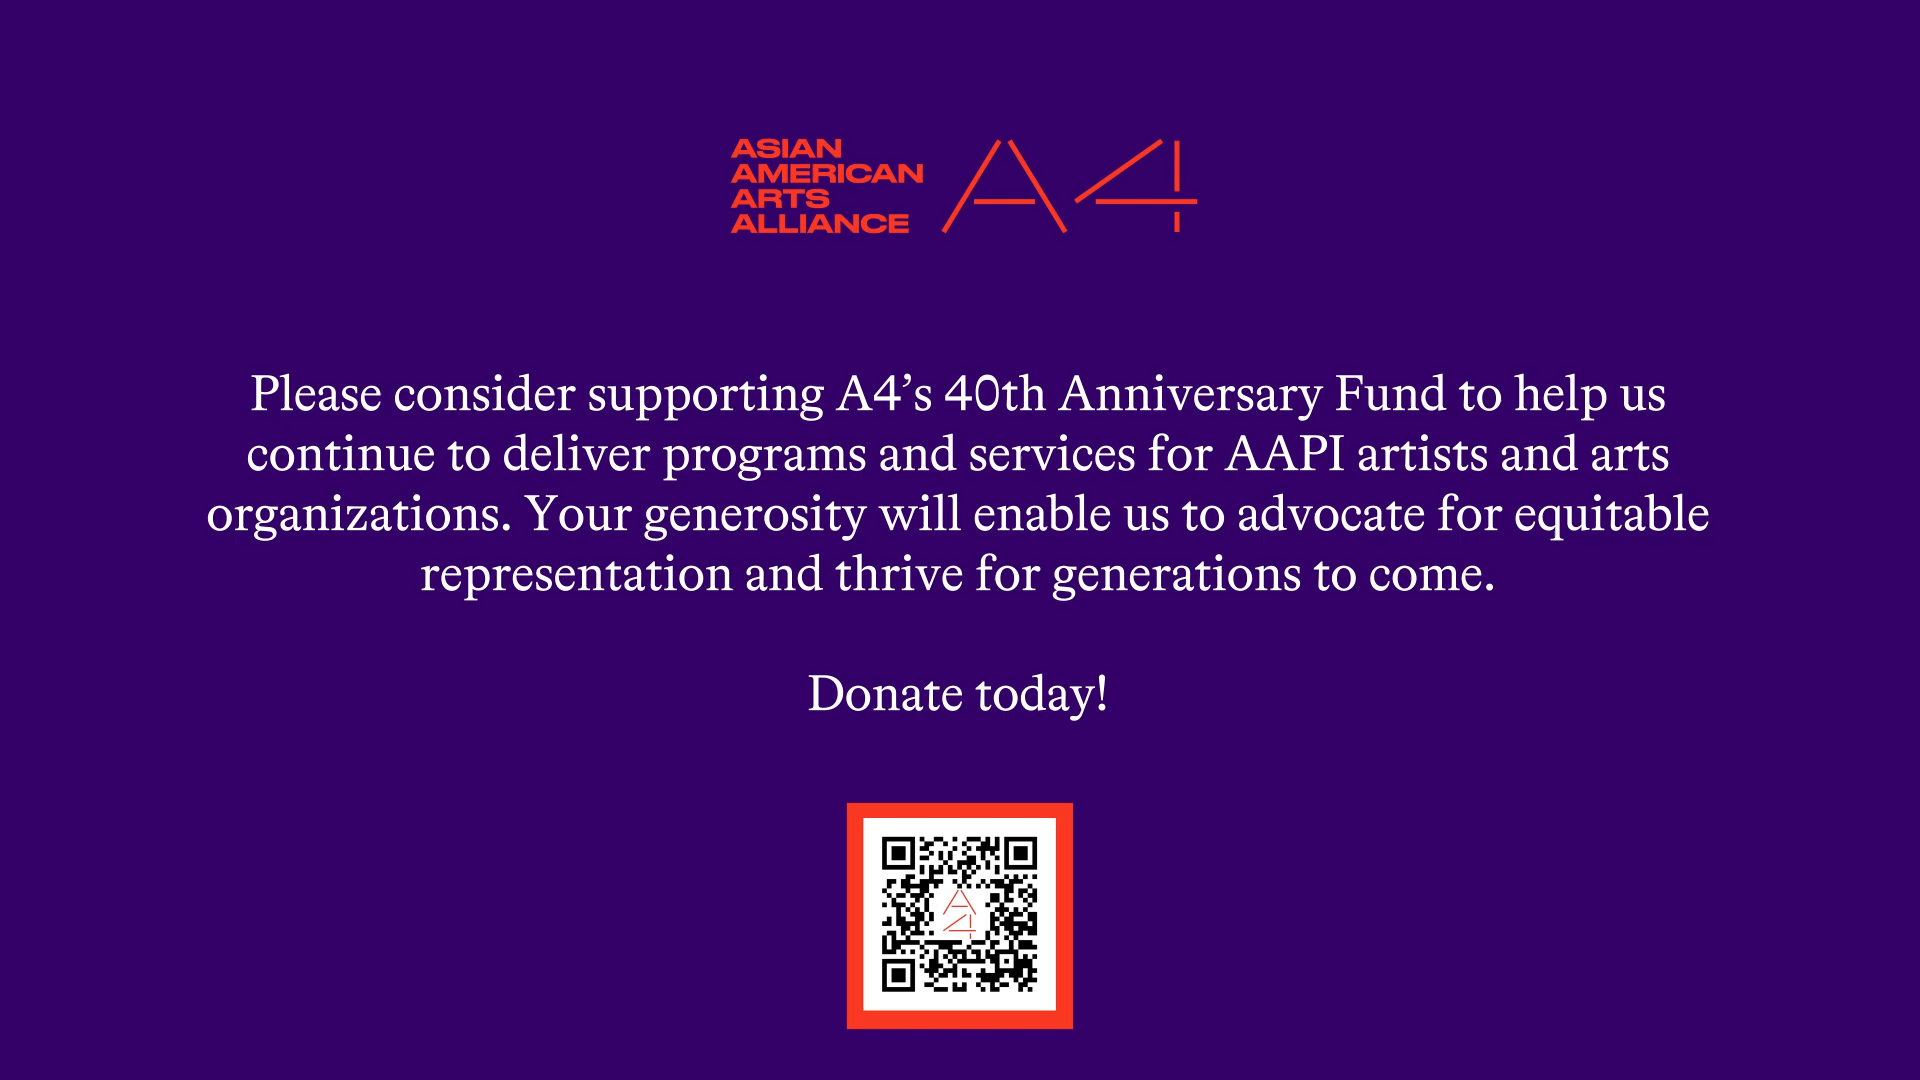 ASIAN
AMERICAN
ARTS
ALLIANCE
A4
Please consider supporting A4’s 40th Anniversary Fund to help us
continue to deliver programs and services for AAPI artists and arts
organizations. Your generosity will enable us to advocate for equitable
representation and thrive for generations to come.
Donate today!
A
4